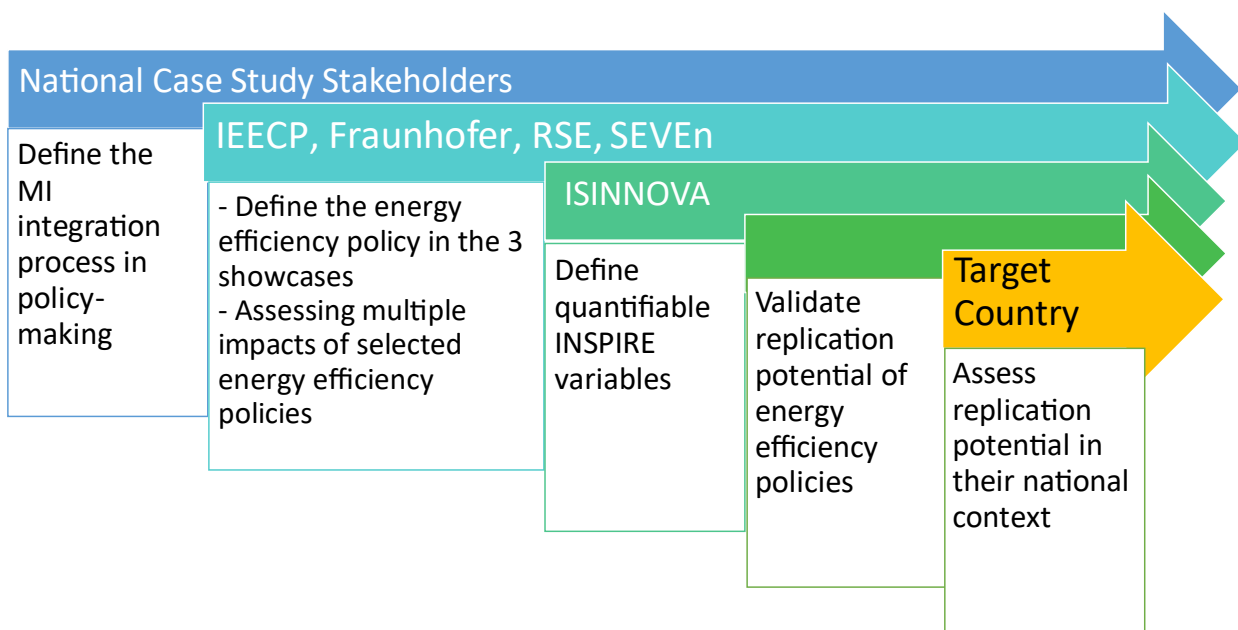 National Case Study Stakeholders
Define the
MI
integration
process in
policy-
making
IEECP, Fraunhofer, RSE, SEVEn
- Define the energy
efficiency policy in the 3
showcases
- Assessing multiple
impacts of selected
energy efficiency
policies
ISINNOVA
Define
quantifiable
INSPIRE
variables
Validate
replication
potential of
energy
efficiency
policies
Target
Country
Assess
replication
potential in
their national
context